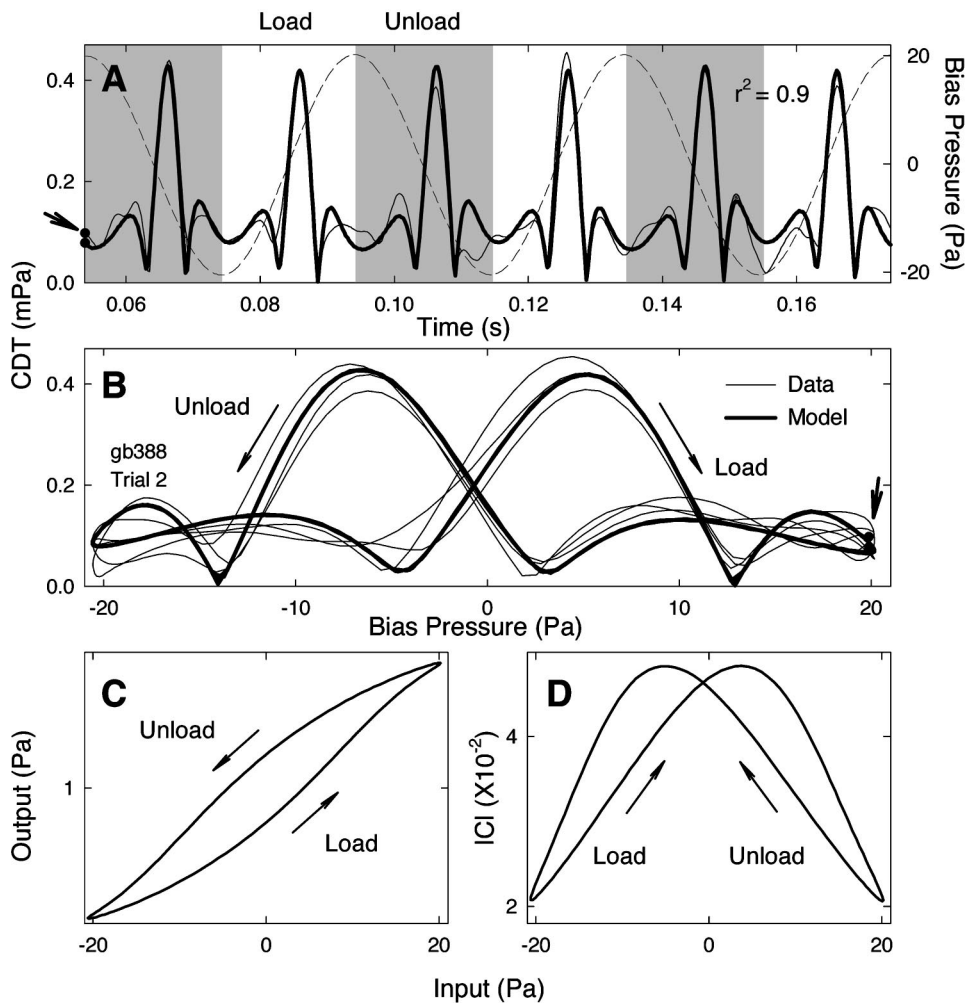 Load Unload
A
r² = 0.9
0.4
0.2
0.0
20
0
-20
0.06 0.08 0.10 0.12 0.14 0.16
Time (s)
Bias Pressure (Pa)
CDT (mPa)
B
Unload
gb388
Trial 2
Data
Model
Load
0.4
0.2
0.0
-20 -10 0 10 20
Bias Pressure (Pa)
C
Unload
Load
Output (Pa)
1
-20 0 20
D
Load Unload
ICI (X10⁻²)
4
2
-20 0 20
Input (Pa)